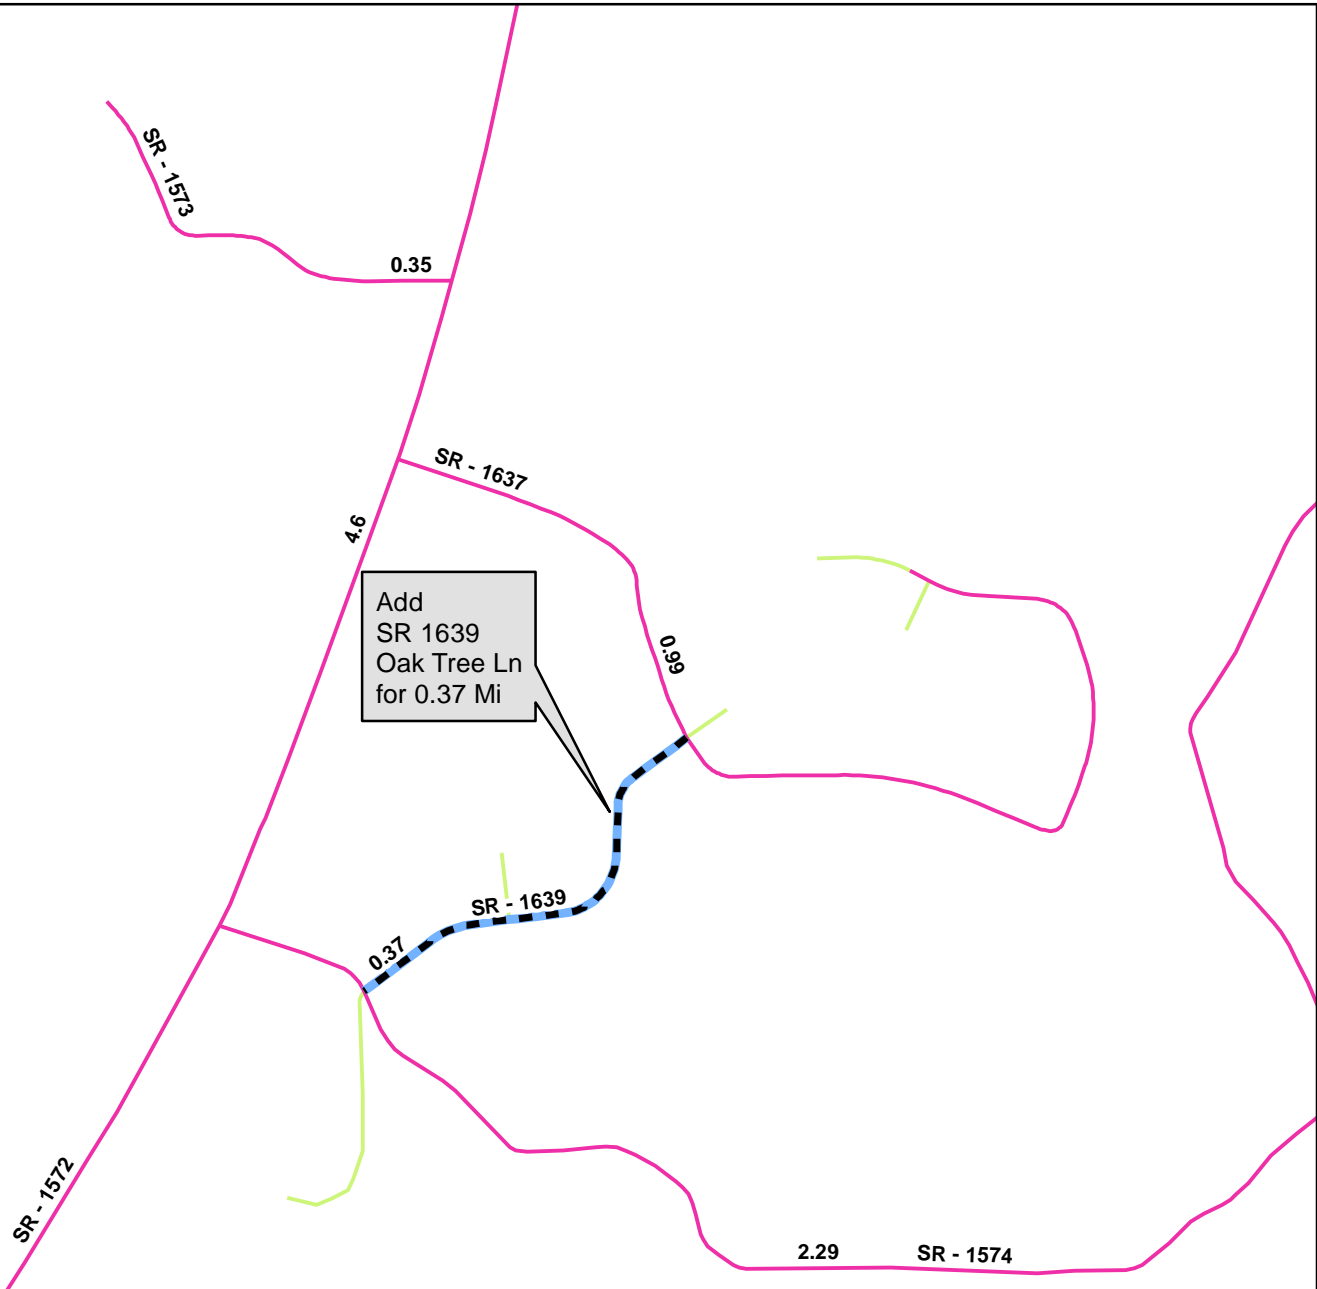 SR - 1573
0.35
SR - 1637
4.6
Add
SR 1639
Oak Tree Ln
for 0.37 Mi
0.99
SR - 1639
0.37
SR - 1572
2.29
SR - 1574